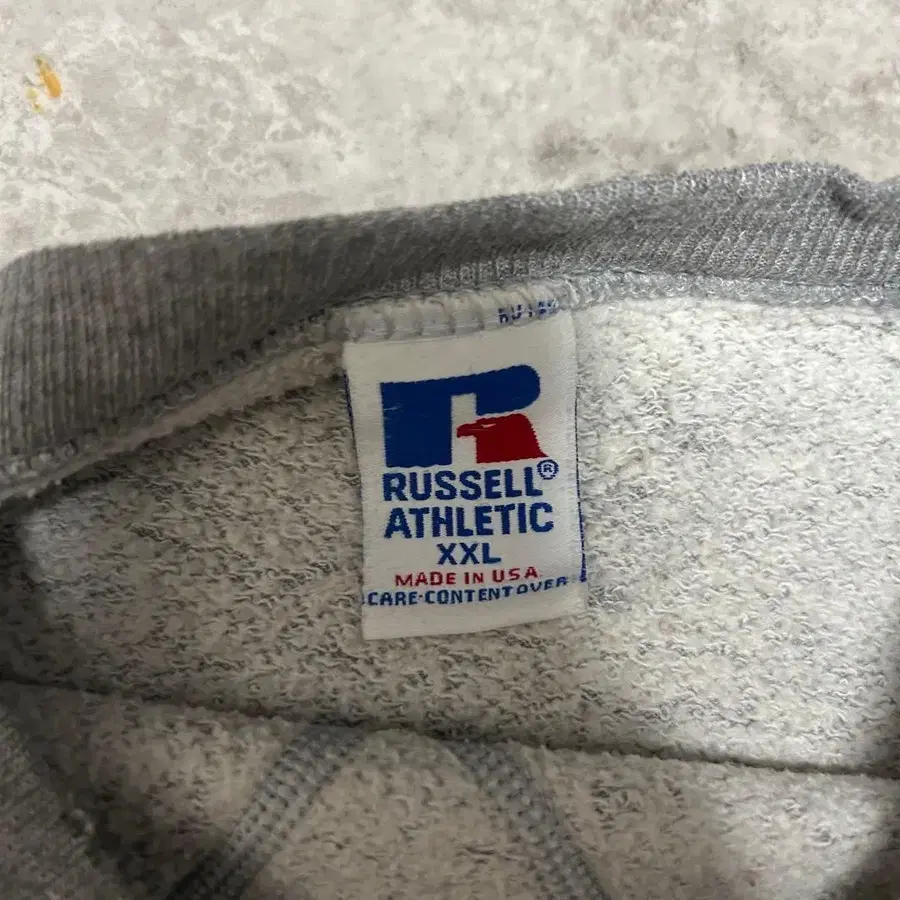 RUSSELL®
ATHLETIC
XXL
MADE IN USA
CARE·CONTENT OVER